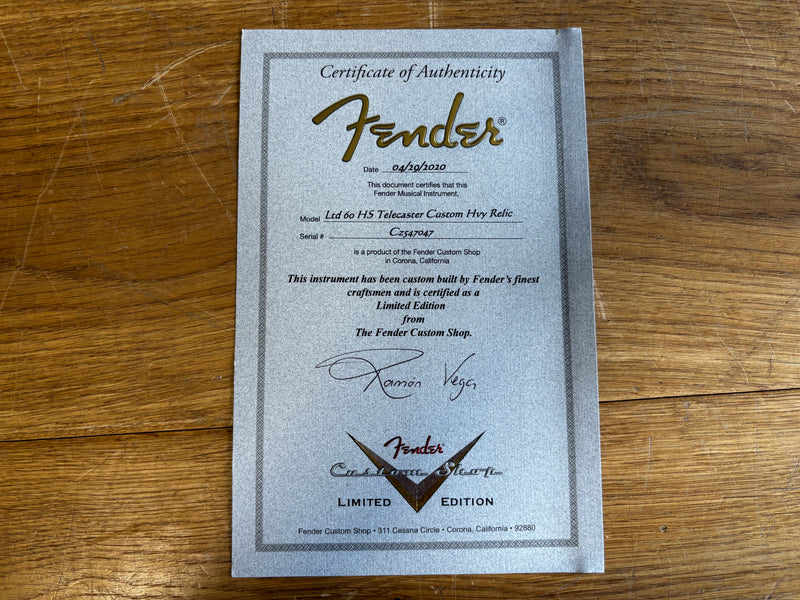 Certificate of Authenticity
Fender®
Date 04/29/2020
This document certifies that this
Fender Musical Instrument,
Model Ltd 60 HS Telecaster Custom Hvy Relic
Serial # Cz547047
is a product of the Fender Custom Shop
in Corona, California
This instrument has been custom built by Fender's finest
craftsmen and is certified as a
Limited Edition
from
The Fender Custom Shop.
Ramón Vega
Fender
Custom Shop
LIMITED EDITION
Fender Custom Shop • 311 Cessna Circle • Corona, California • 92880